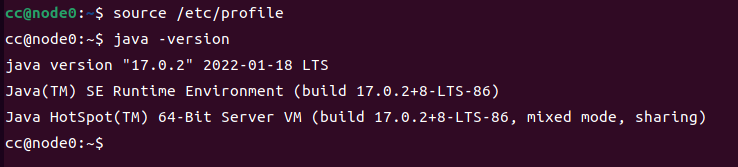 cc@node0:~$ source /etc/profile
cc@node0:~$ java -version
java version "17.0.2" 2022-01-18 LTS
Java(TM) SE Runtime Environment (build 17.0.2+8-LTS-86)
Java HotSpot(TM) 64-Bit Server VM (build 17.0.2+8-LTS-86, mixed mode, sharing)
cc@node0:~$